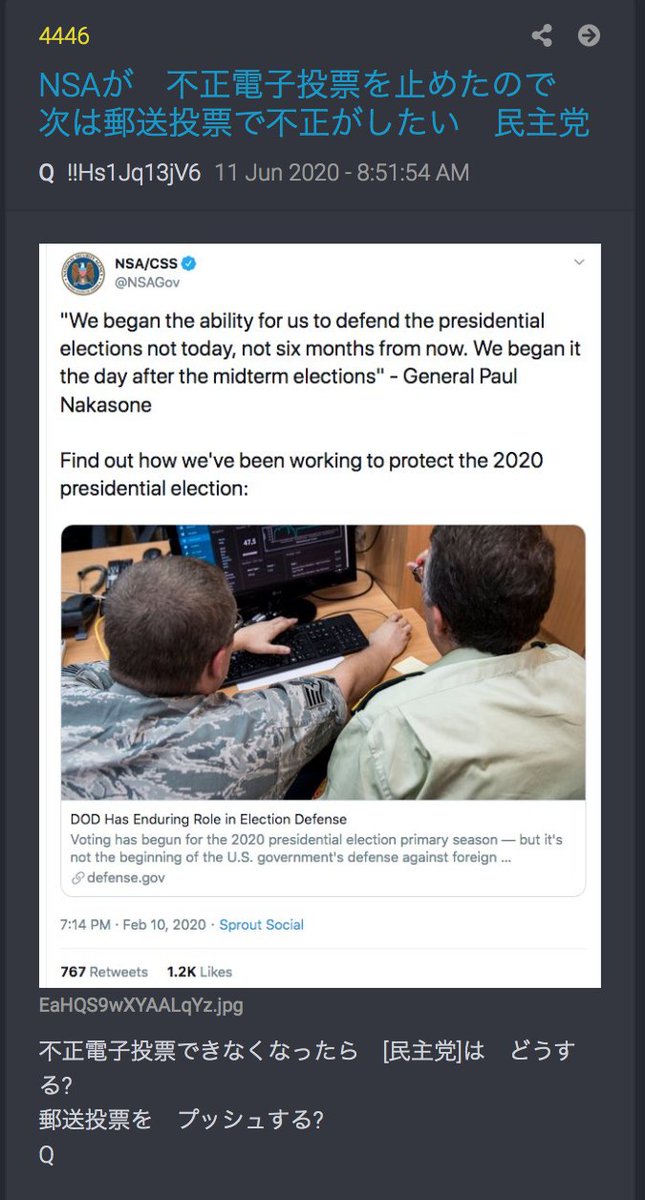 4446
NSAが　不正電子投票を止めたので
次は郵送投票で不正がしたい　民主党
Q !!Hs1Jq13jV6 11 Jun 2020 - 8:51:54 AM
NSA/CSS
@NSAGov
"We began the ability for us to defend the presidential
elections not today, not six months from now. We began it
the day after the midterm elections" - General Paul
Nakasone
Find out how we've been working to protect the 2020
presidential election:
47.5
DOD Has Enduring Role in Election Defense
Voting has begun for the 2020 presidential election primary season — but it's
not the beginning of the U.S. government's defense against foreign ...
defense.gov
7:14 PM · Feb 10, 2020 · Sprout Social
767 Retweets 1.2K Likes
EaHQS9wXYAALqYz.jpg
不正電子投票できなくなったら　[民主党]は　どうす
る?
郵送投票を　プッシュする?
Q